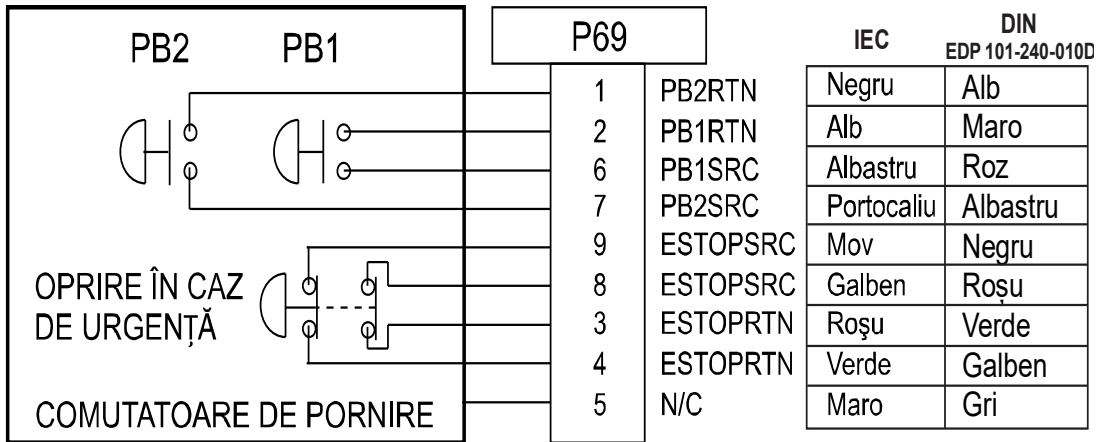 PB2 PB1
P69
IEC DIN
EDP 101-240-010D
1 PB2RTN Negru Alb
2 PB1RTN Alb Maro
6 PB1SRC Albastru Roz
7 PB2SRC Portocaliu Albastru
9 ESTOPSRC Mov Negru
8 ESTOPSRC Galben Roșu
3 ESTOPRTN Roşu Verde
4 ESTOPRTN Verde Galben
5 N/C Maro Gri
OPRIRE ÎN CAZ
DE URGENȚĂ
COMUTATOARE DE PORNIRE